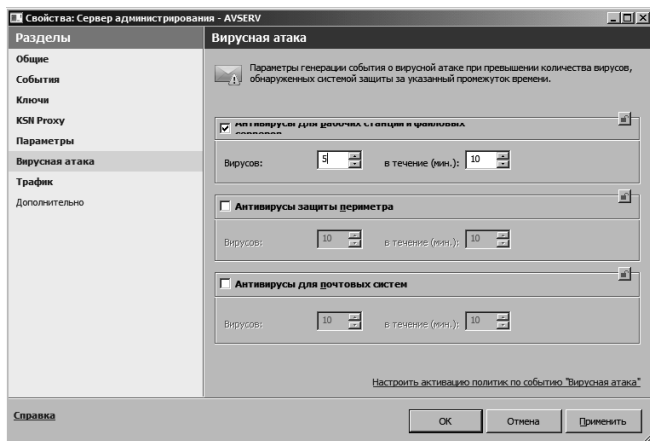 Свойства: Сервер администрирования - AVSERV
Разделы
Общие
События
Ключи
KSN Proxy
Параметры
Вирусная атака
Трафик
Дополнительно
Вирусная атака
Параметры генерации события о вирусной атаке при превышении количества вирусов,
обнаруженных системой защиты за указанный промежуток времени.
Антивирусы для рабочих станций и файловых
серверов
Вирусов: 5 в течение (мин.): 10
Антивирусы защиты периметра
Вирусов: 10 в течение (мин.): 10
Антивирусы для почтовых систем
Вирусов: 10 в течение (мин.): 10
Настроить активацию политик по событию "Вирусная атака"
Справка
OK Отмена Применить